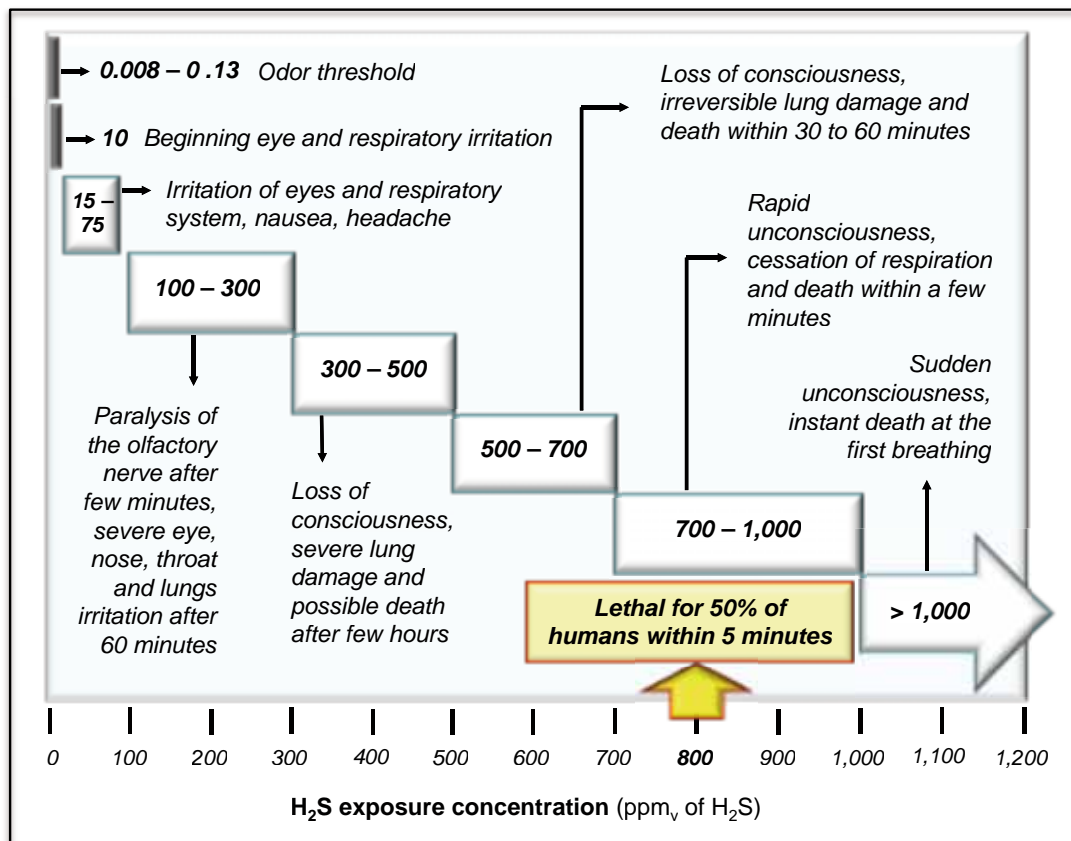 0.008 – 0 .13 Odor threshold
10 Beginning eye and respiratory irritation
15 –
75
Irritation of eyes and respiratory
system, nausea, headache
Loss of consciousness,
irreversible lung damage and
death within 30 to 60 minutes
100 – 300
Rapid
unconsciousness,
cessation of respiration
and death within a few
minutes
300 – 500
Paralysis of
the olfactory
nerve after
few minutes,
severe eye,
nose, throat
and lungs
irritation after
60 minutes
Loss of
consciousness,
severe lung
damage and
possible death
after few hours
500 – 700
Sudden
unconsciousness,
instant death at the
first breathing
700 – 1,000
Lethal for 50% of
humans within 5 minutes
> 1,000
0 100 200 300 400 500 600 700 800 900 1,000 1,100 1,200
H₂S exposure concentration (ppmᵥ of H₂S)